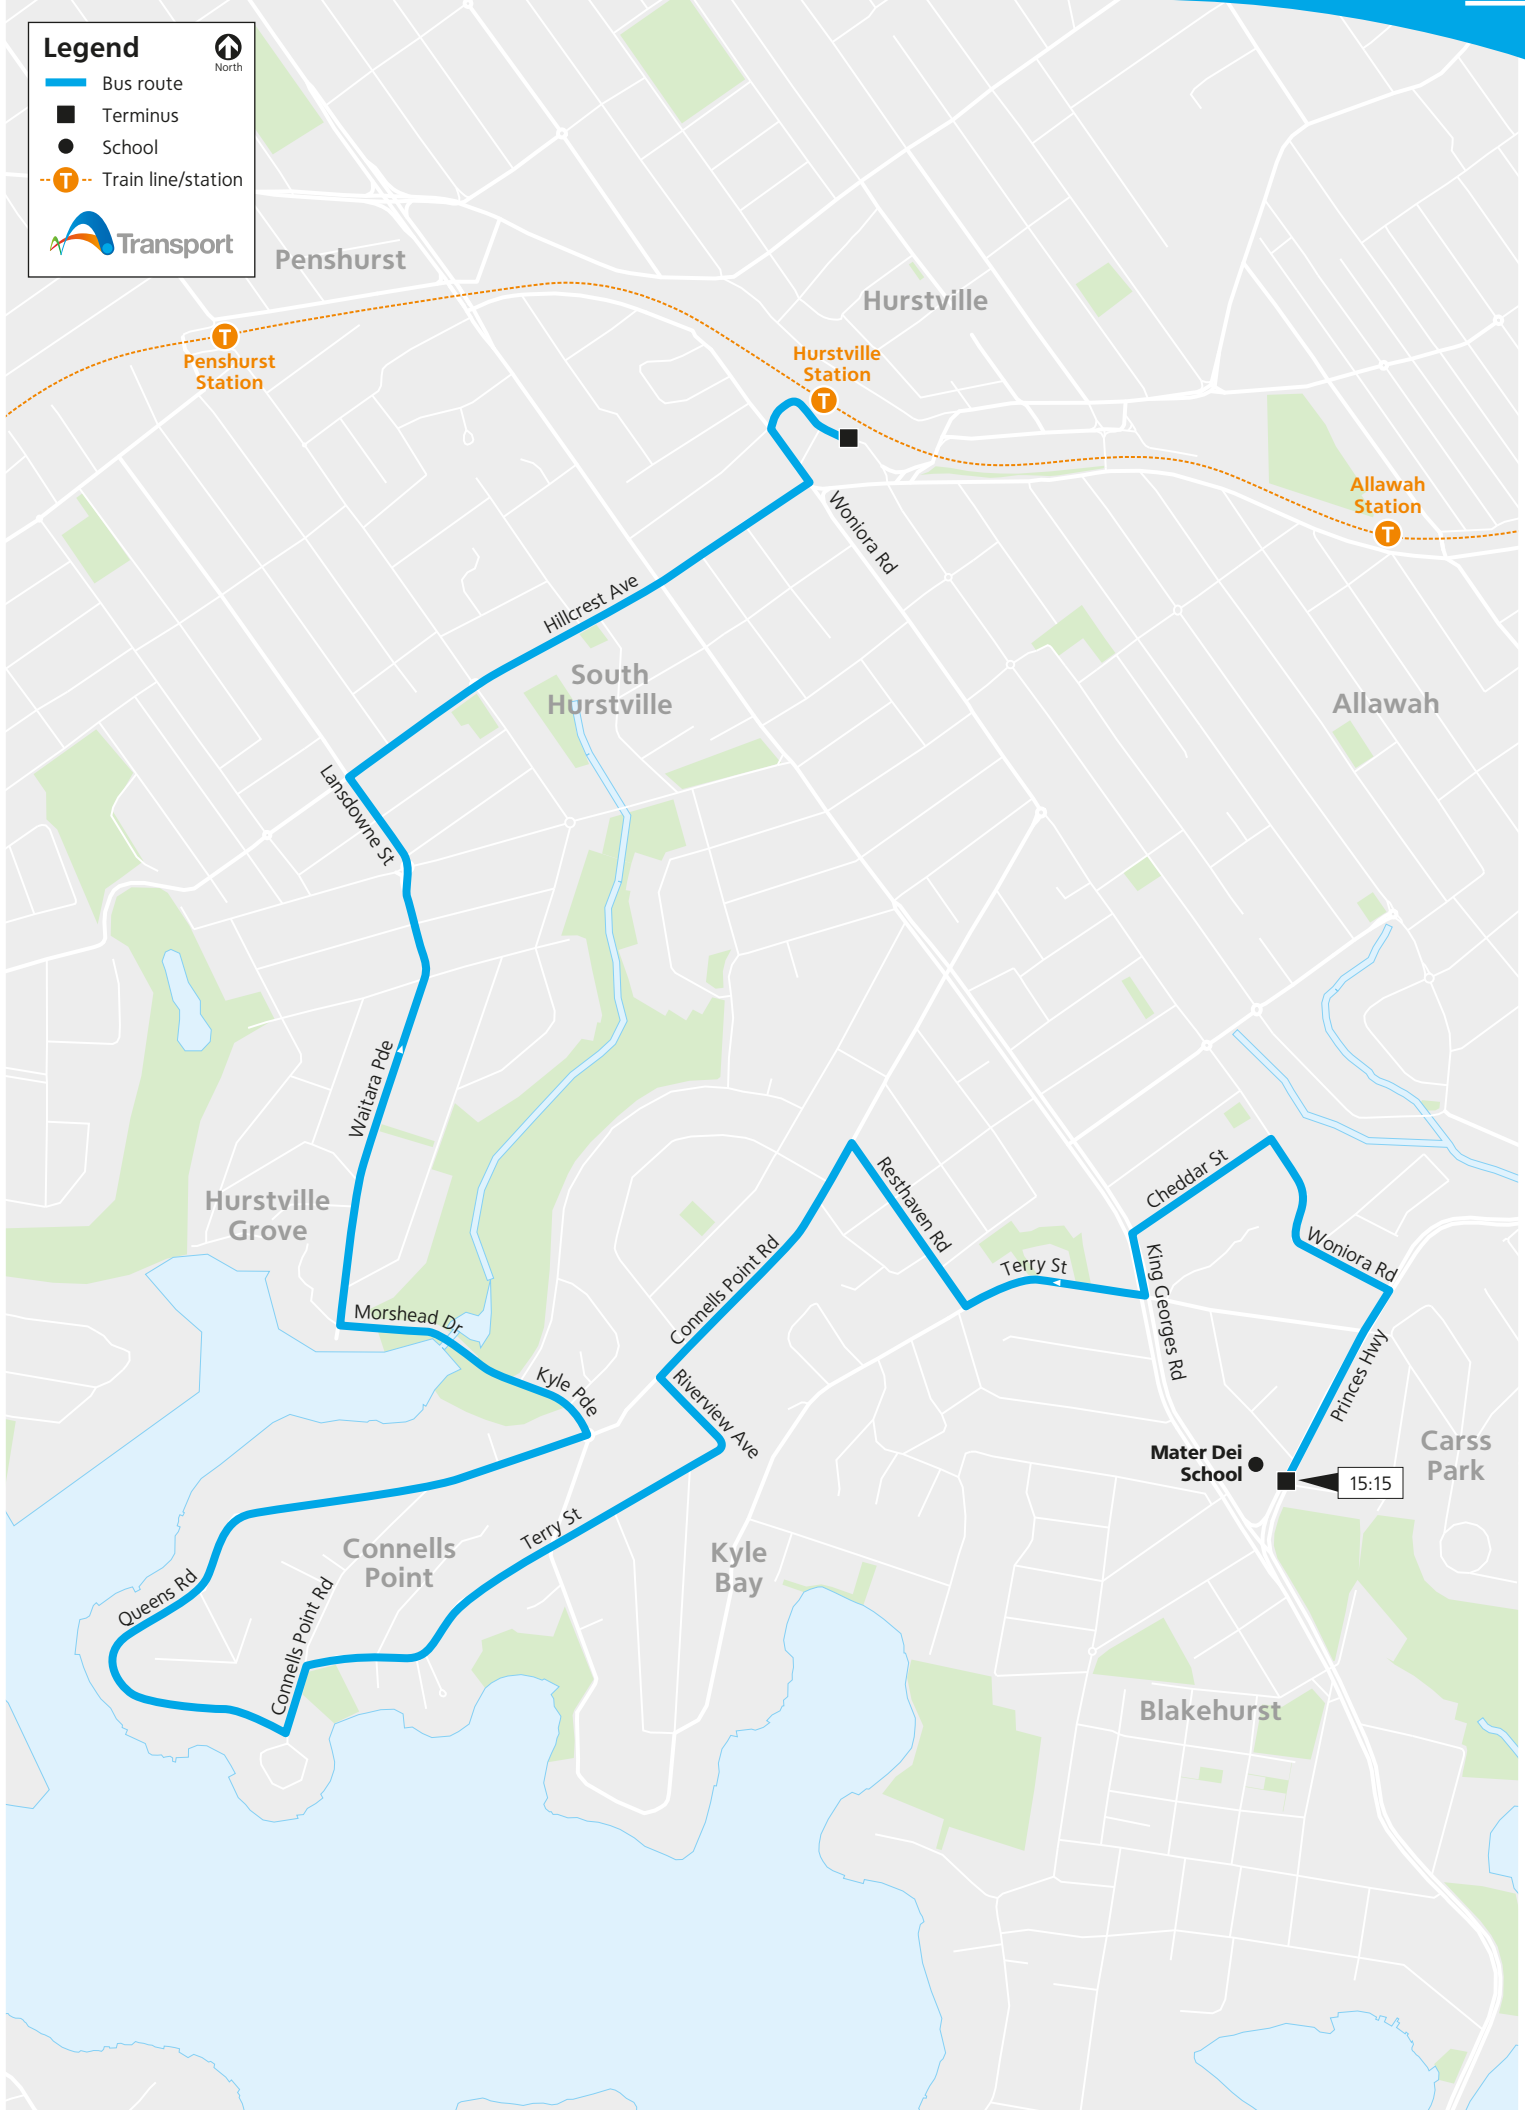 Legend
North
Bus route
Terminus
School
T
Train line/station
Transport
Penshurst
Hurstville
T
Penshurst
Station
Hurstville
Station
T
Allawah
Station
T
Woniora Rd
Hillcrest Ave
South
Hurstville
Allawah
Lansdowne St
Waitara Pde
Hurstville
Grove
Cheddar St
Resthaven Rd
Woniora Rd
Terry St
King Georges Rd
Connells Point Rd
Morshead Dr
Kyle Pde
Princes Hwy
Riverview Ave
Mater Dei
School
Carss
Park
15:15
Terry St
Connells
Point
Kyle
Bay
Queens Rd
Connells Point Rd
Blakehurst